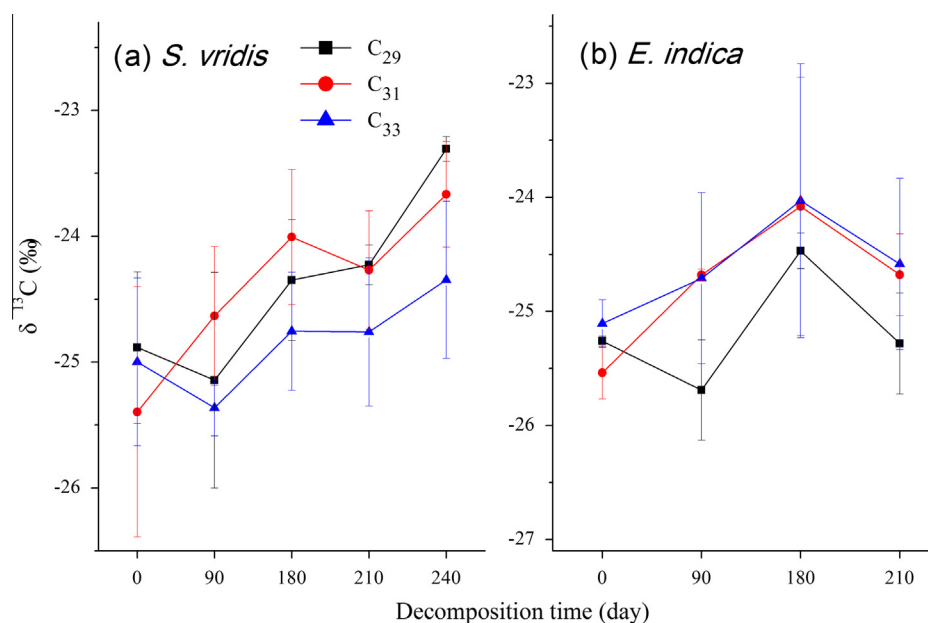 (a) S. vridis
C29
C31
C33
(b) E. indica
δ 13C (‰)
-23
-24
-25
-26
-23
-24
-25
-26
-27
0 90 180 210 240
0 90 180 210
Decomposition time (day)